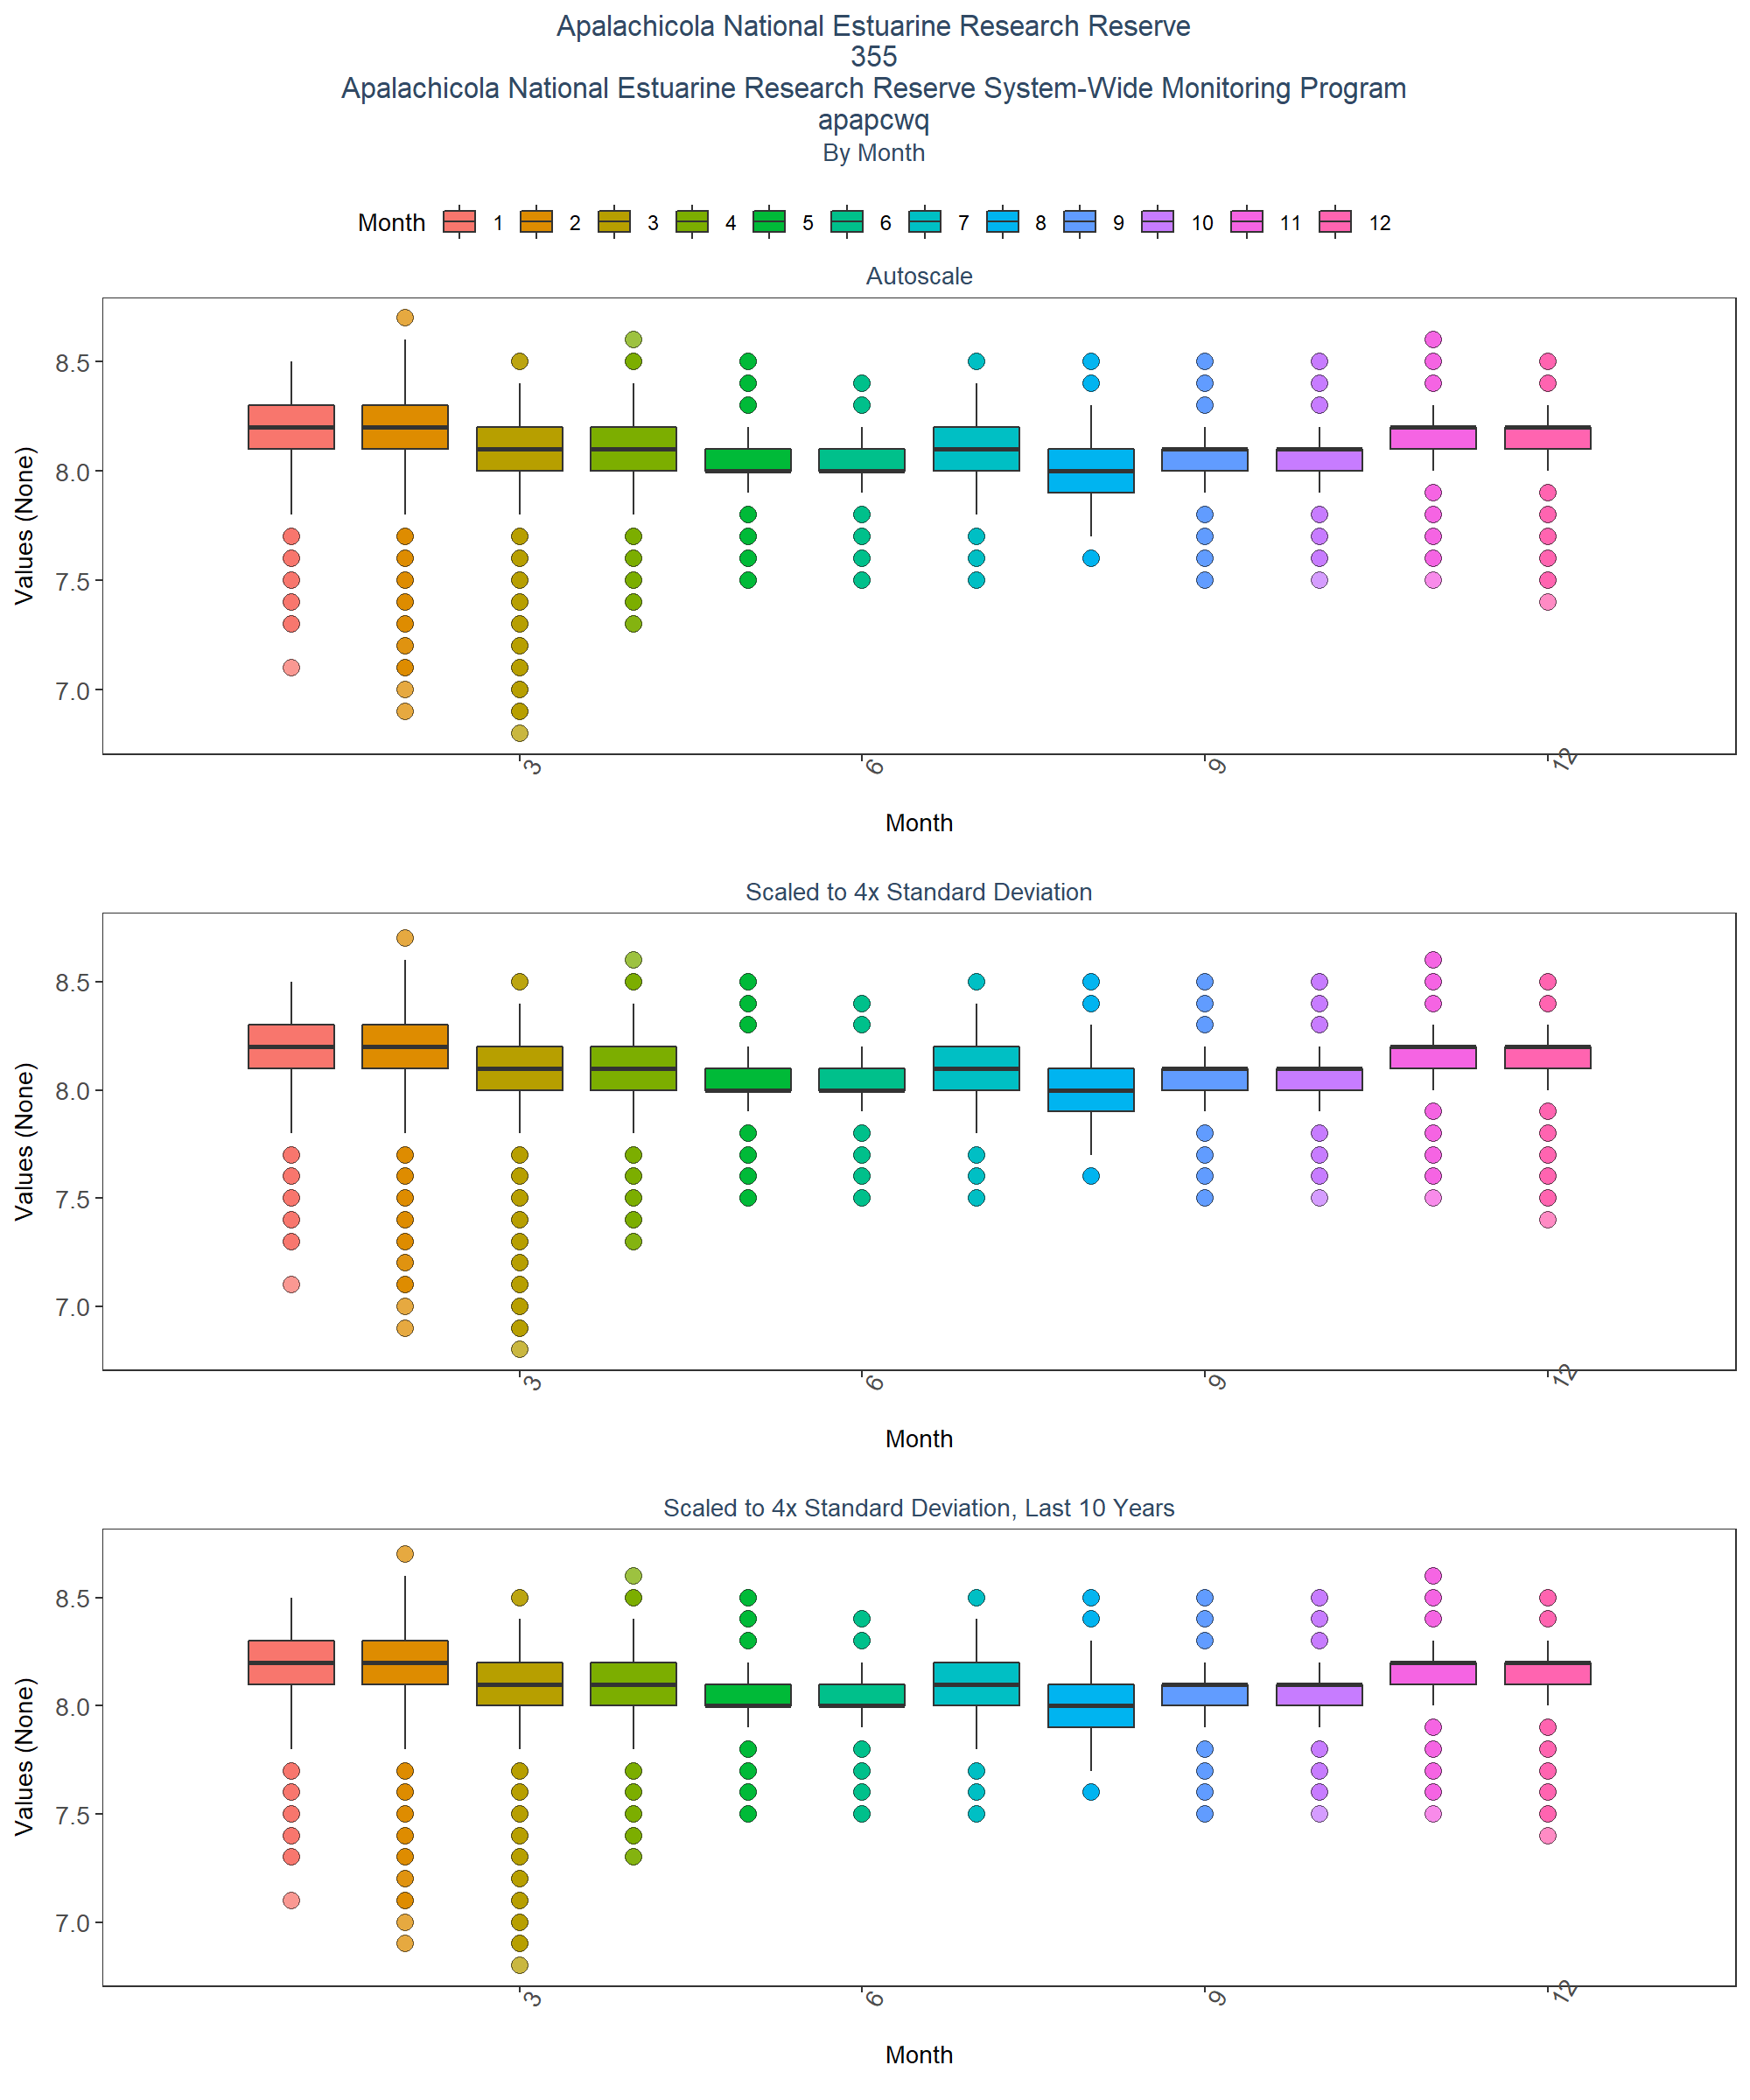 Apalachicola National Estuarine Research Reserve
355
Apalachicola National Estuarine Research Reserve System-Wide Monitoring Program
apapcwq
By Month
Month 1 2 3 4 5 6 7 8 9 10 11 12
Autoscale
Values (None)
8.5
8.0
7.5
7.0
3 6 9 12
Month
Scaled to 4x Standard Deviation
Values (None)
8.5
8.0
7.5
7.0
3 6 9 12
Month
Scaled to 4x Standard Deviation, Last 10 Years
Values (None)
8.5
8.0
7.5
7.0
3 6 9 12
Month